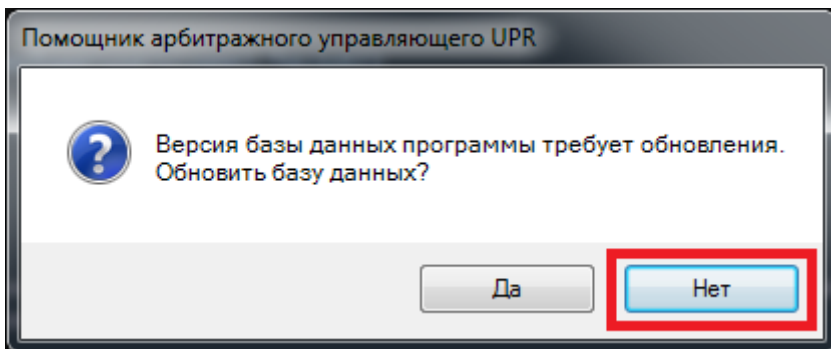 Помощник арбитражного управляющего UPR
Версия базы данных программы требует обновления.
Обновить базу данных?
Да
Нет